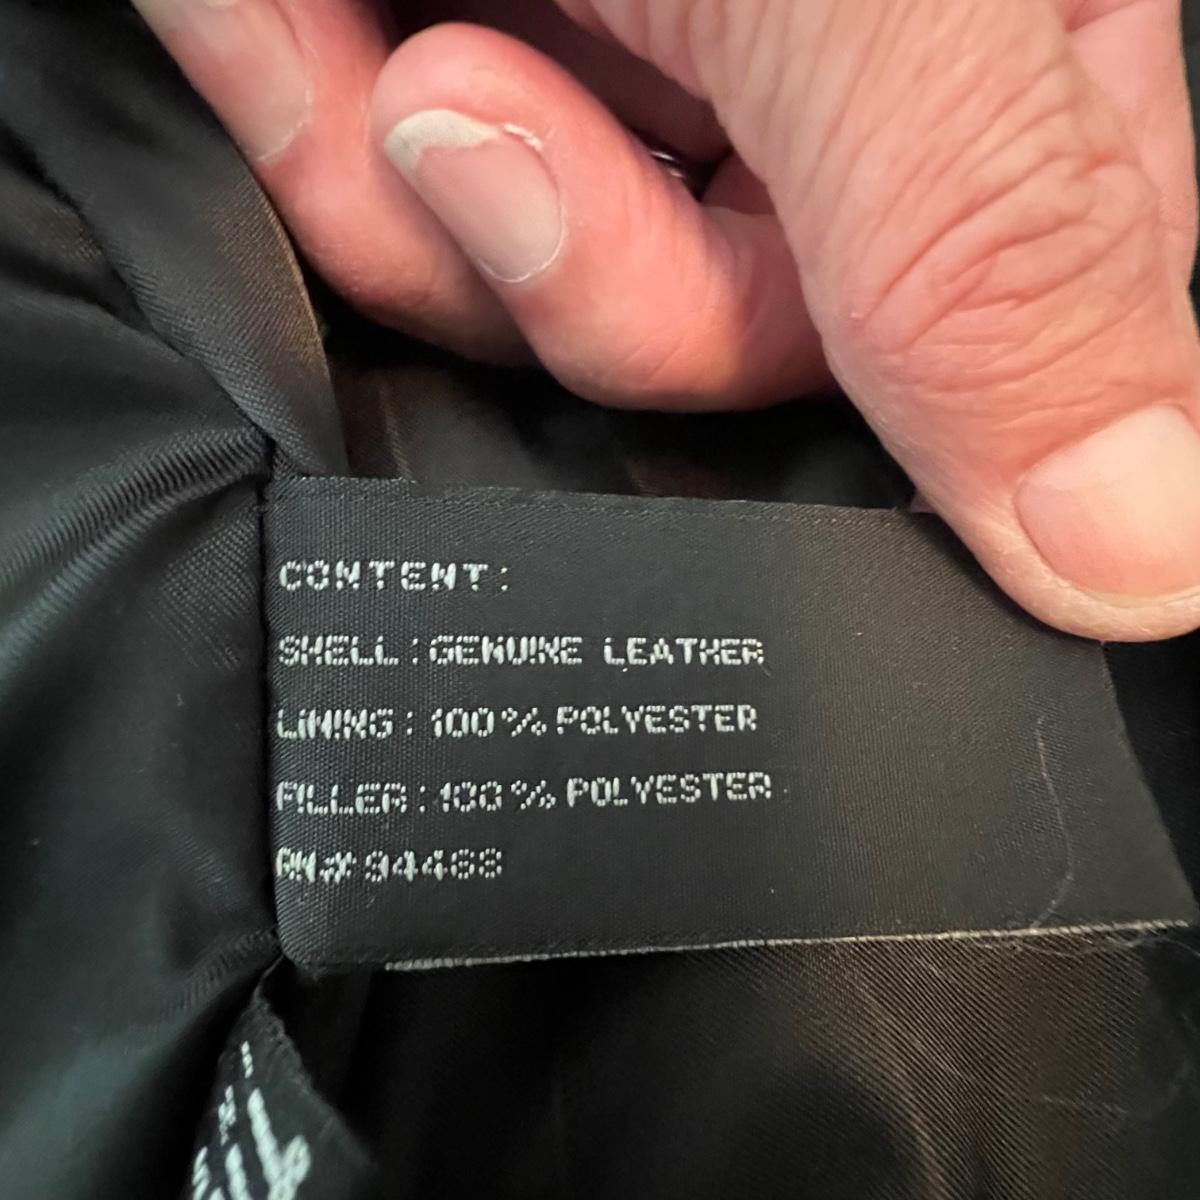 CONTENT:
SHELL: GENUINE LEATHER
LINING: 100% POLYESTER
FILLER: 100% POLYESTER
RN# 94468